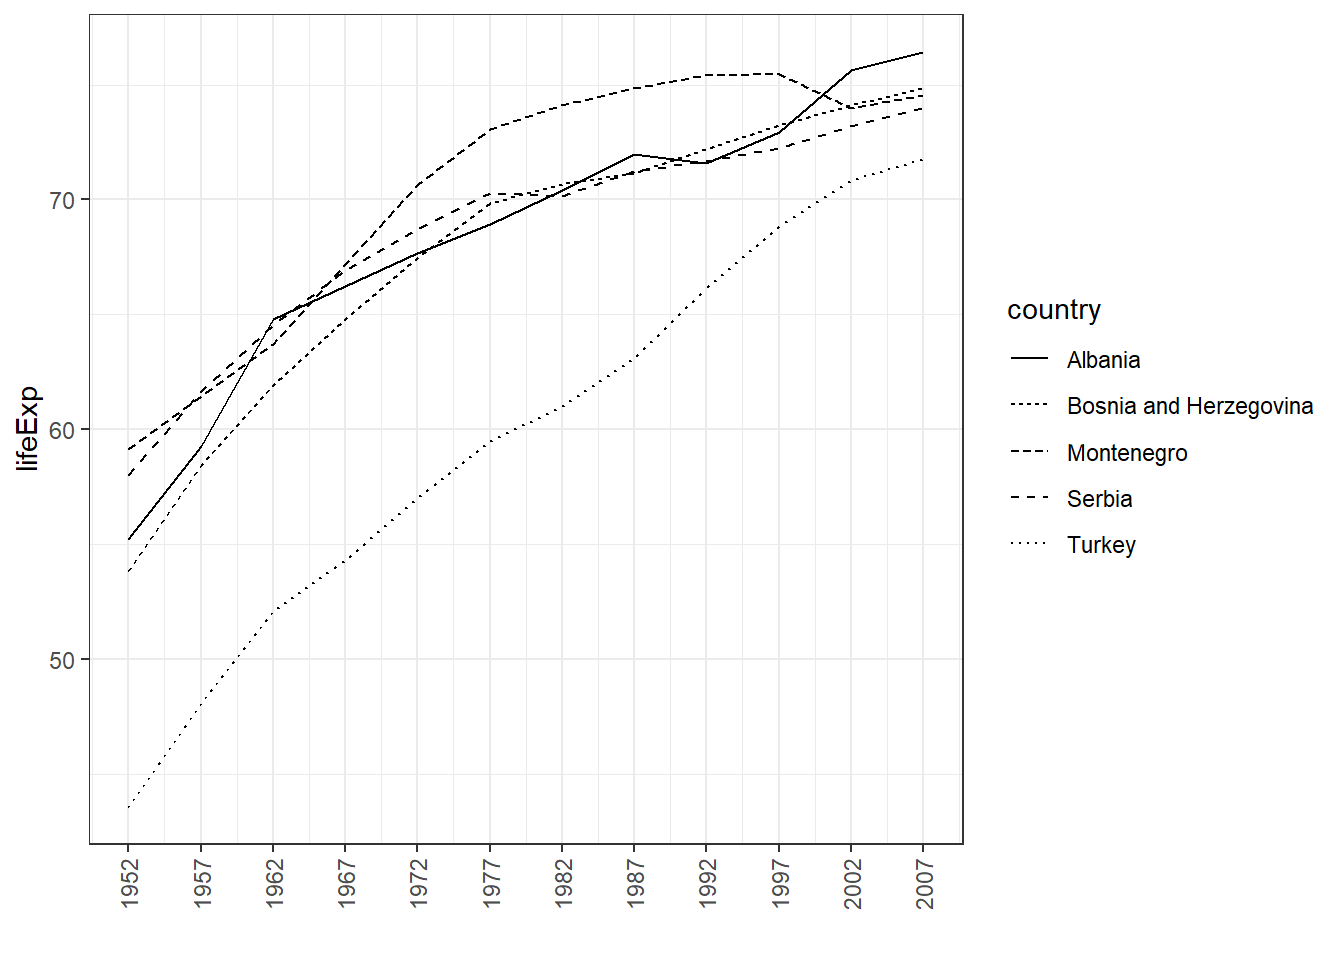 lifeExp
70
60
50
1952
1957
1962
1967
1972
1977
1982
1987
1992
1997
2002
2007
country
Albania
Bosnia and Herzegovina
Montenegro
Serbia
Turkey